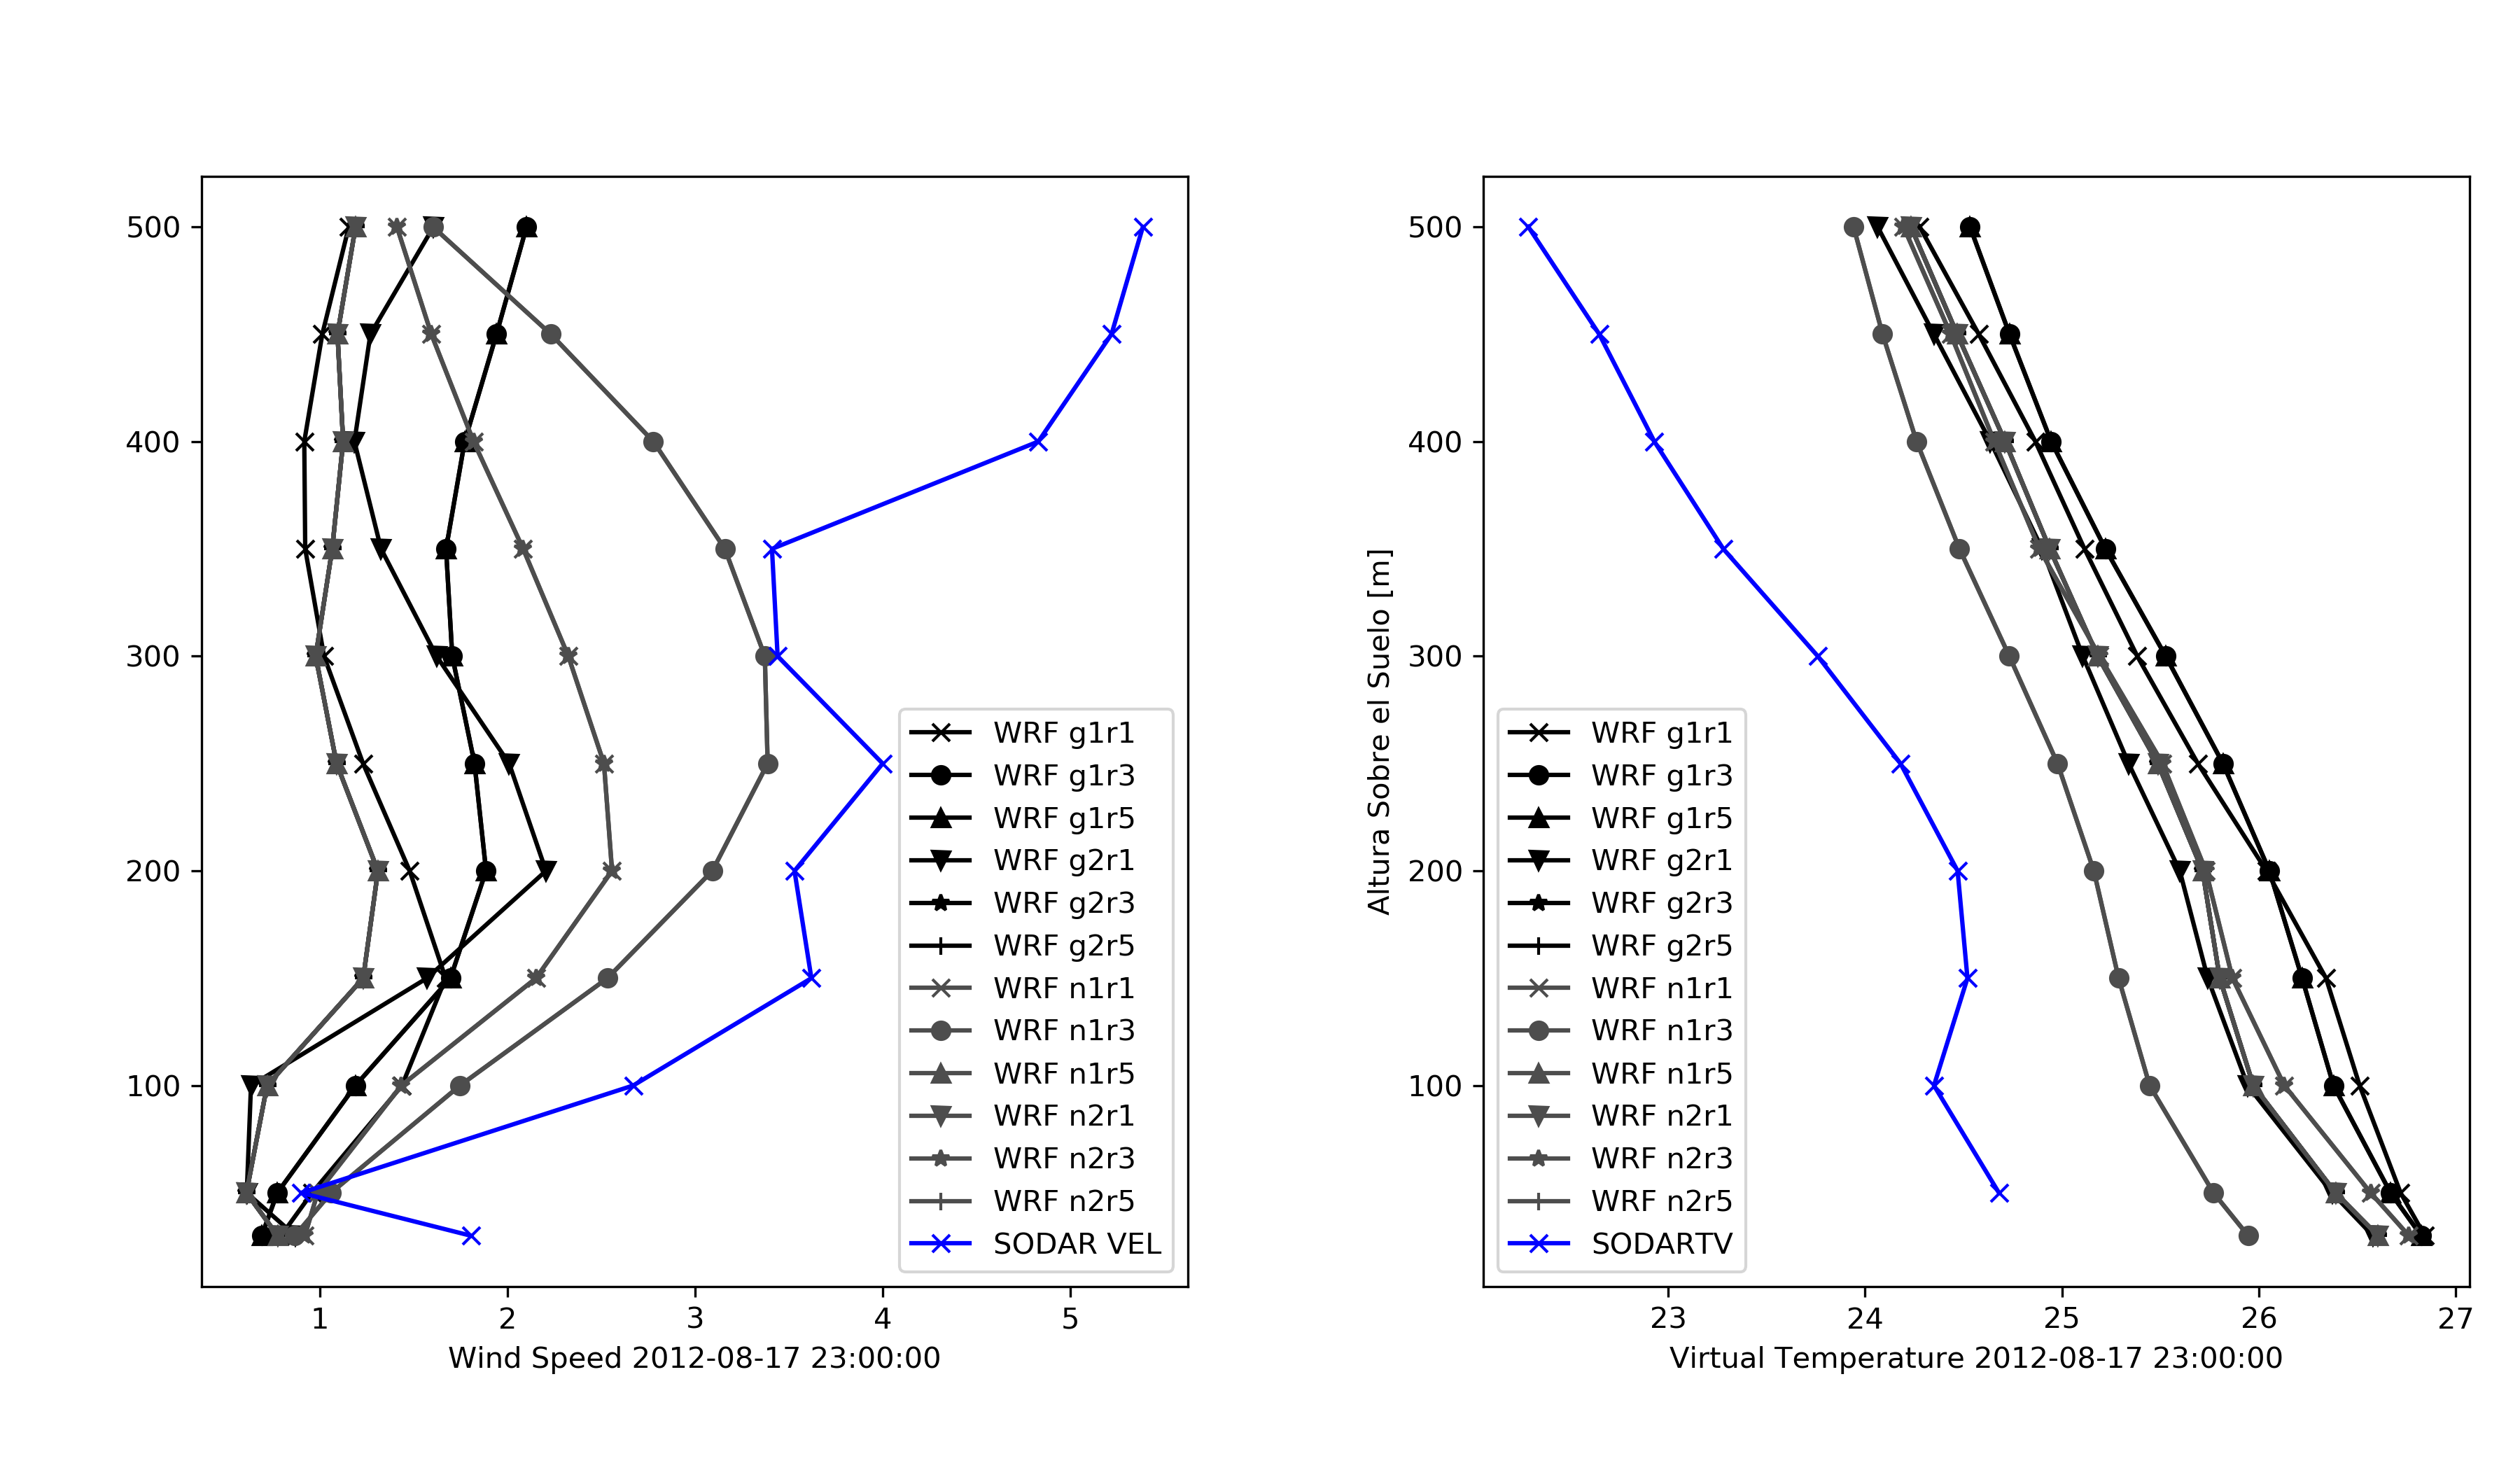 500
400
300
200
100
1 2 3 4 5
Wind Speed 2012-08-17 23:00:00
WRF g1r1
WRF g1r3
WRF g1r5
WRF g2r1
WRF g2r3
WRF g2r5
WRF n1r1
WRF n1r3
WRF n1r5
WRF n2r1
WRF n2r3
WRF n2r5
SODAR VEL
Altura Sobre el Suelo [m]
500
400
300
200
100
23 24 25 26 27
Virtual Temperature 2012-08-17 23:00:00
WRF g1r1
WRF g1r3
WRF g1r5
WRF g2r1
WRF g2r3
WRF g2r5
WRF n1r1
WRF n1r3
WRF n1r5
WRF n2r1
WRF n2r3
WRF n2r5
SODARTV